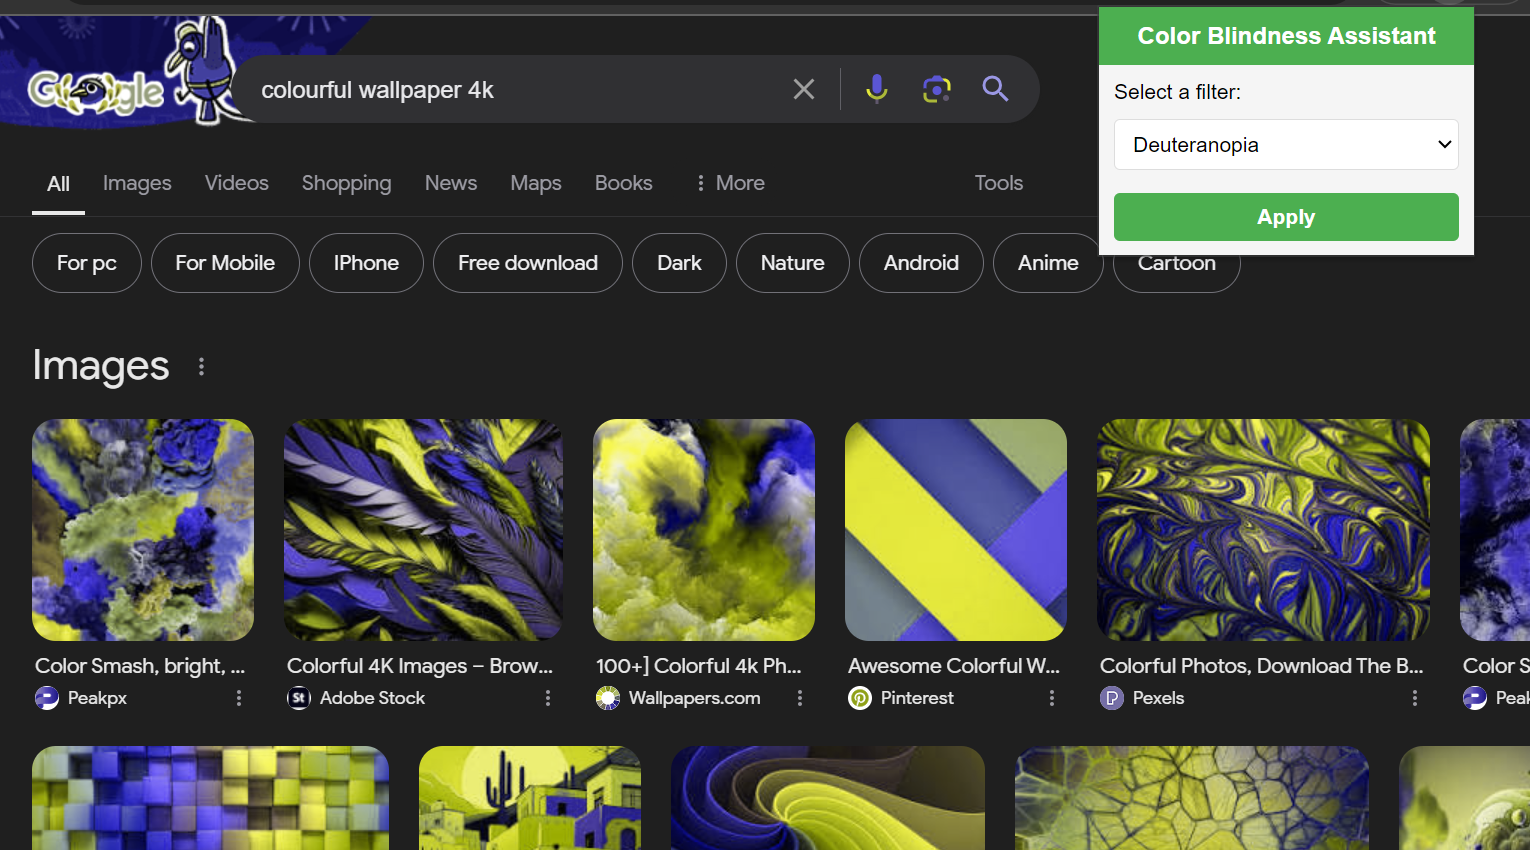 Color Blindness Assistant
Select a filter:
Deuteranopia
Apply
Google
colourful wallpaper 4k
All Images Videos Shopping News Maps Books More Tools
For pc For Mobile IPhone Free download Dark Nature Android Anime Cartoon
Images
Color Smash, bright, ... Colorful 4K Images – Brow... 100+] Colorful 4k Ph... Awesome Colorful W... Colorful Photos, Download The B... Color S
Peakpx St Adobe Stock Wallpapers.com Pinterest Pexels Peak